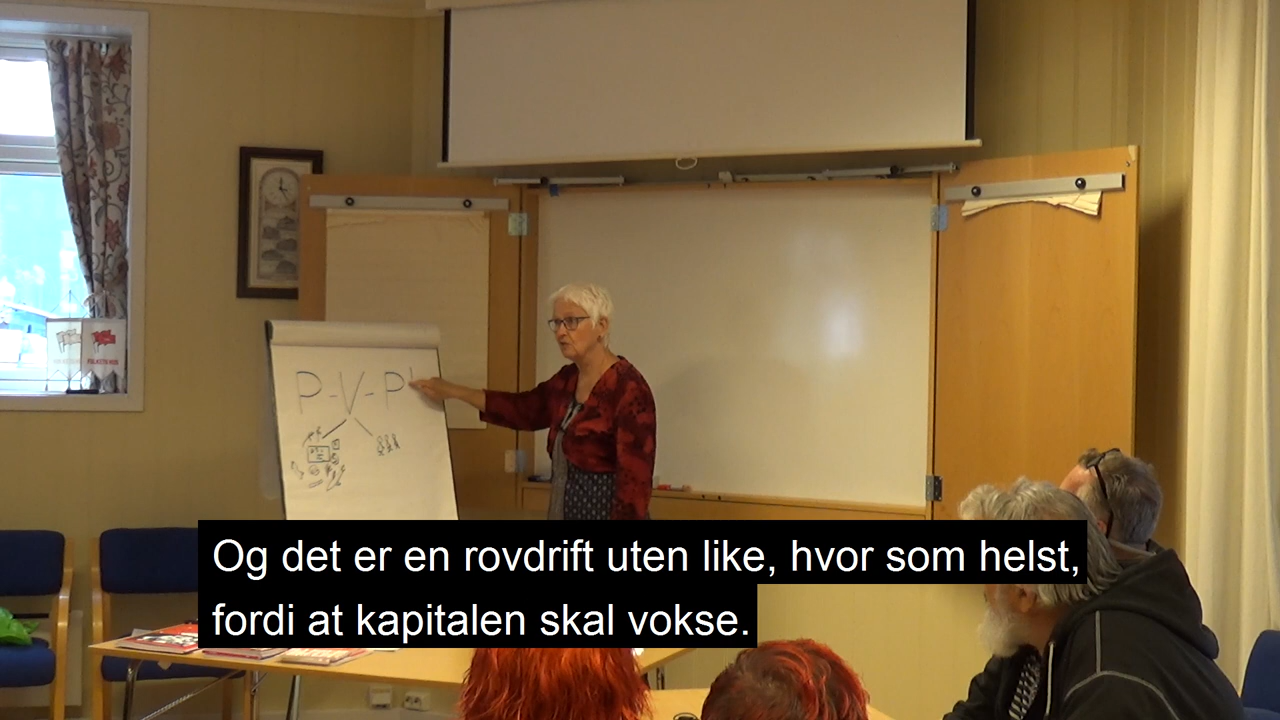 P-V-P'
Og det er en rovdrift uten like, hvor som helst,
fordi at kapitalen skal vokse.